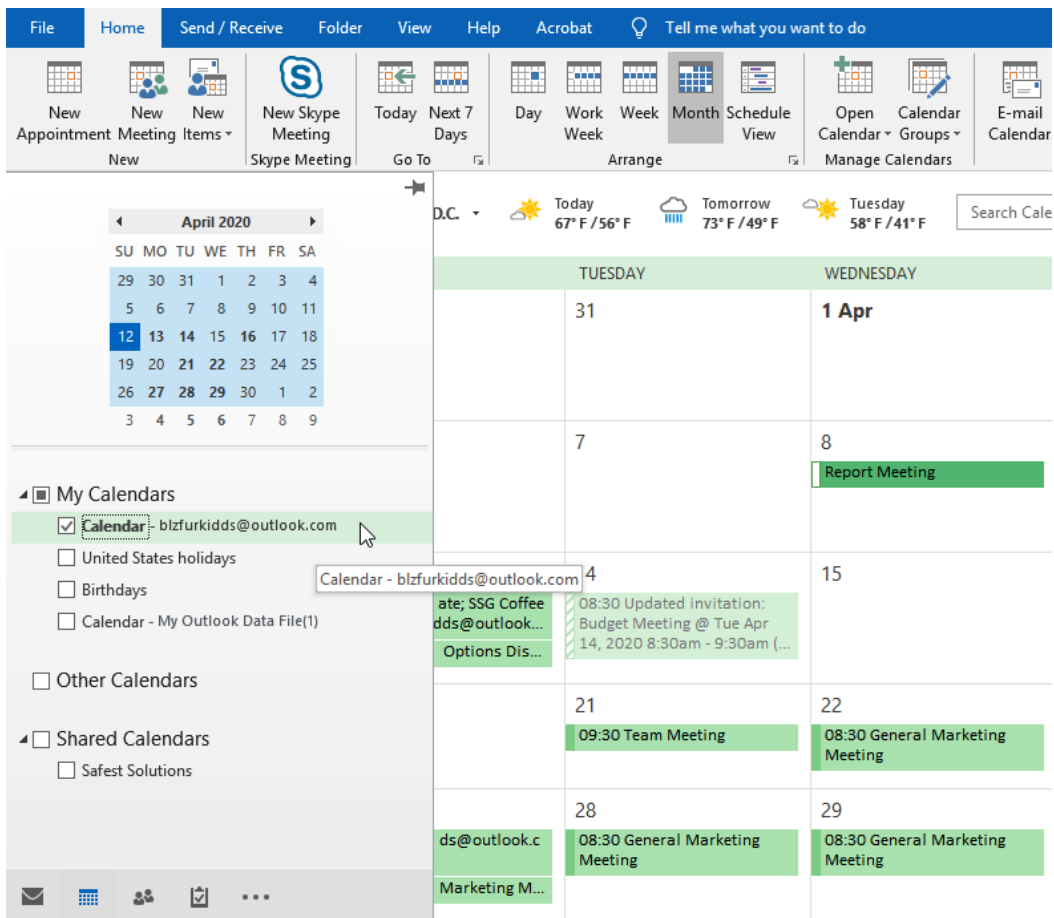 File Home Send / Receive Folder View Help Acrobat Tell me what you want to do
New Appointment
New Meeting
New Items
New
New Skype Meeting
Skype Meeting
Today
Next 7 Days
Go To
Day
Work Week
Week
Month
Schedule View
Arrange
Open Calendar
Calendar Groups
Manage Calendars
E-mail Calendar
April 2020
SU MO TU WE TH FR SA
29 30 31 1 2 3 4
5 6 7 8 9 10 11
12 13 14 15 16 17 18
19 20 21 22 23 24 25
26 27 28 29 30 1 2
3 4 5 6 7 8 9
My Calendars
Calendar - blzfurkidds@outlook.com
United States holidays
Birthdays
Calendar - My Outlook Data File(1)
Other Calendars
Shared Calendars
Safest Solutions
Calendar - blzfurkidds@outlook.com
D.C.
Today
67° F / 56° F
Tomorrow
73° F / 49° F
Tuesday
58° F / 41° F
Search Cale
TUESDAY WEDNESDAY
31 1 Apr
7 8
Report Meeting
4 15
ate; SSG Coffee
dds@outlook...
Options Dis...
08:30 Updated invitation:
Budget Meeting @ Tue Apr
14, 2020 8:30am - 9:30am (...
21 22
09:30 Team Meeting
08:30 General Marketing
Meeting
28 29
ds@outlook.c
Marketing M...
08:30 General Marketing
Meeting
08:30 General Marketing
Meeting